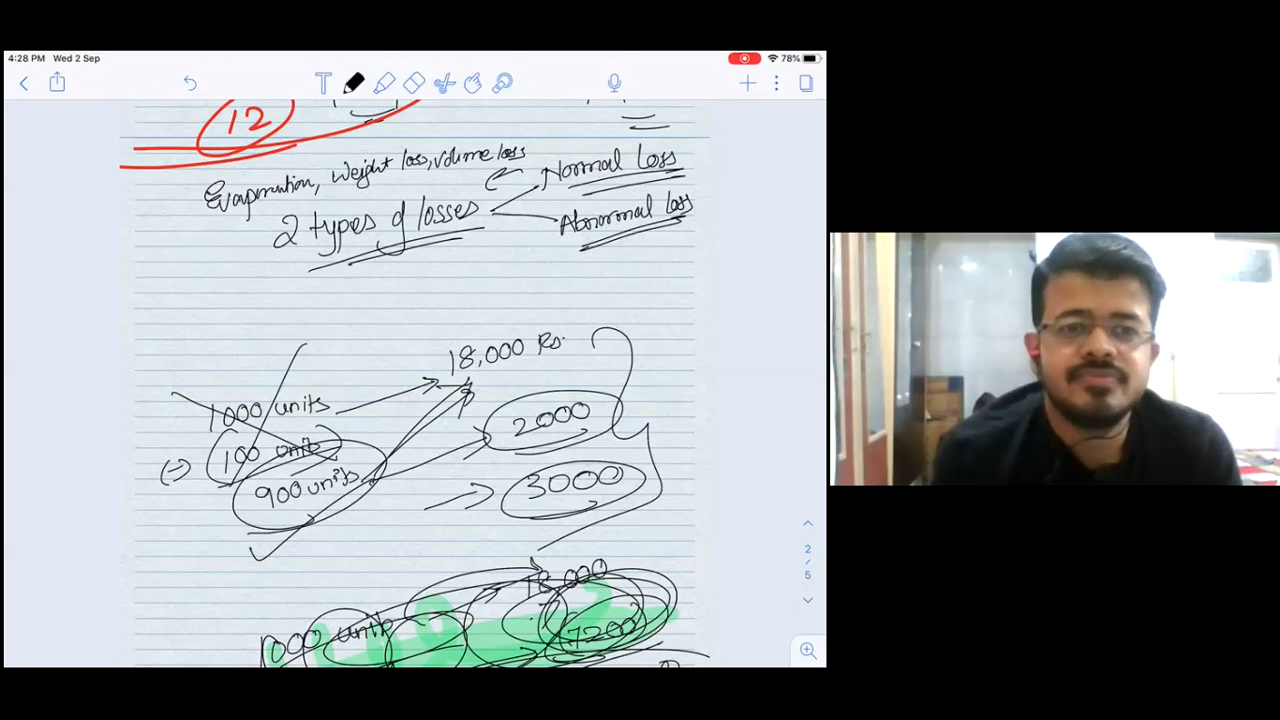 4:28 PM Wed 2 Sep
78%
T
12
Evaporation, Weight loss, volume loss
Normal Loss
2 types of losses
Abnormal loss
18,000 Rs.
1000 units
2000
(-) 100 units
900 units
3000
2
/
5
18,000
1000 units
7200